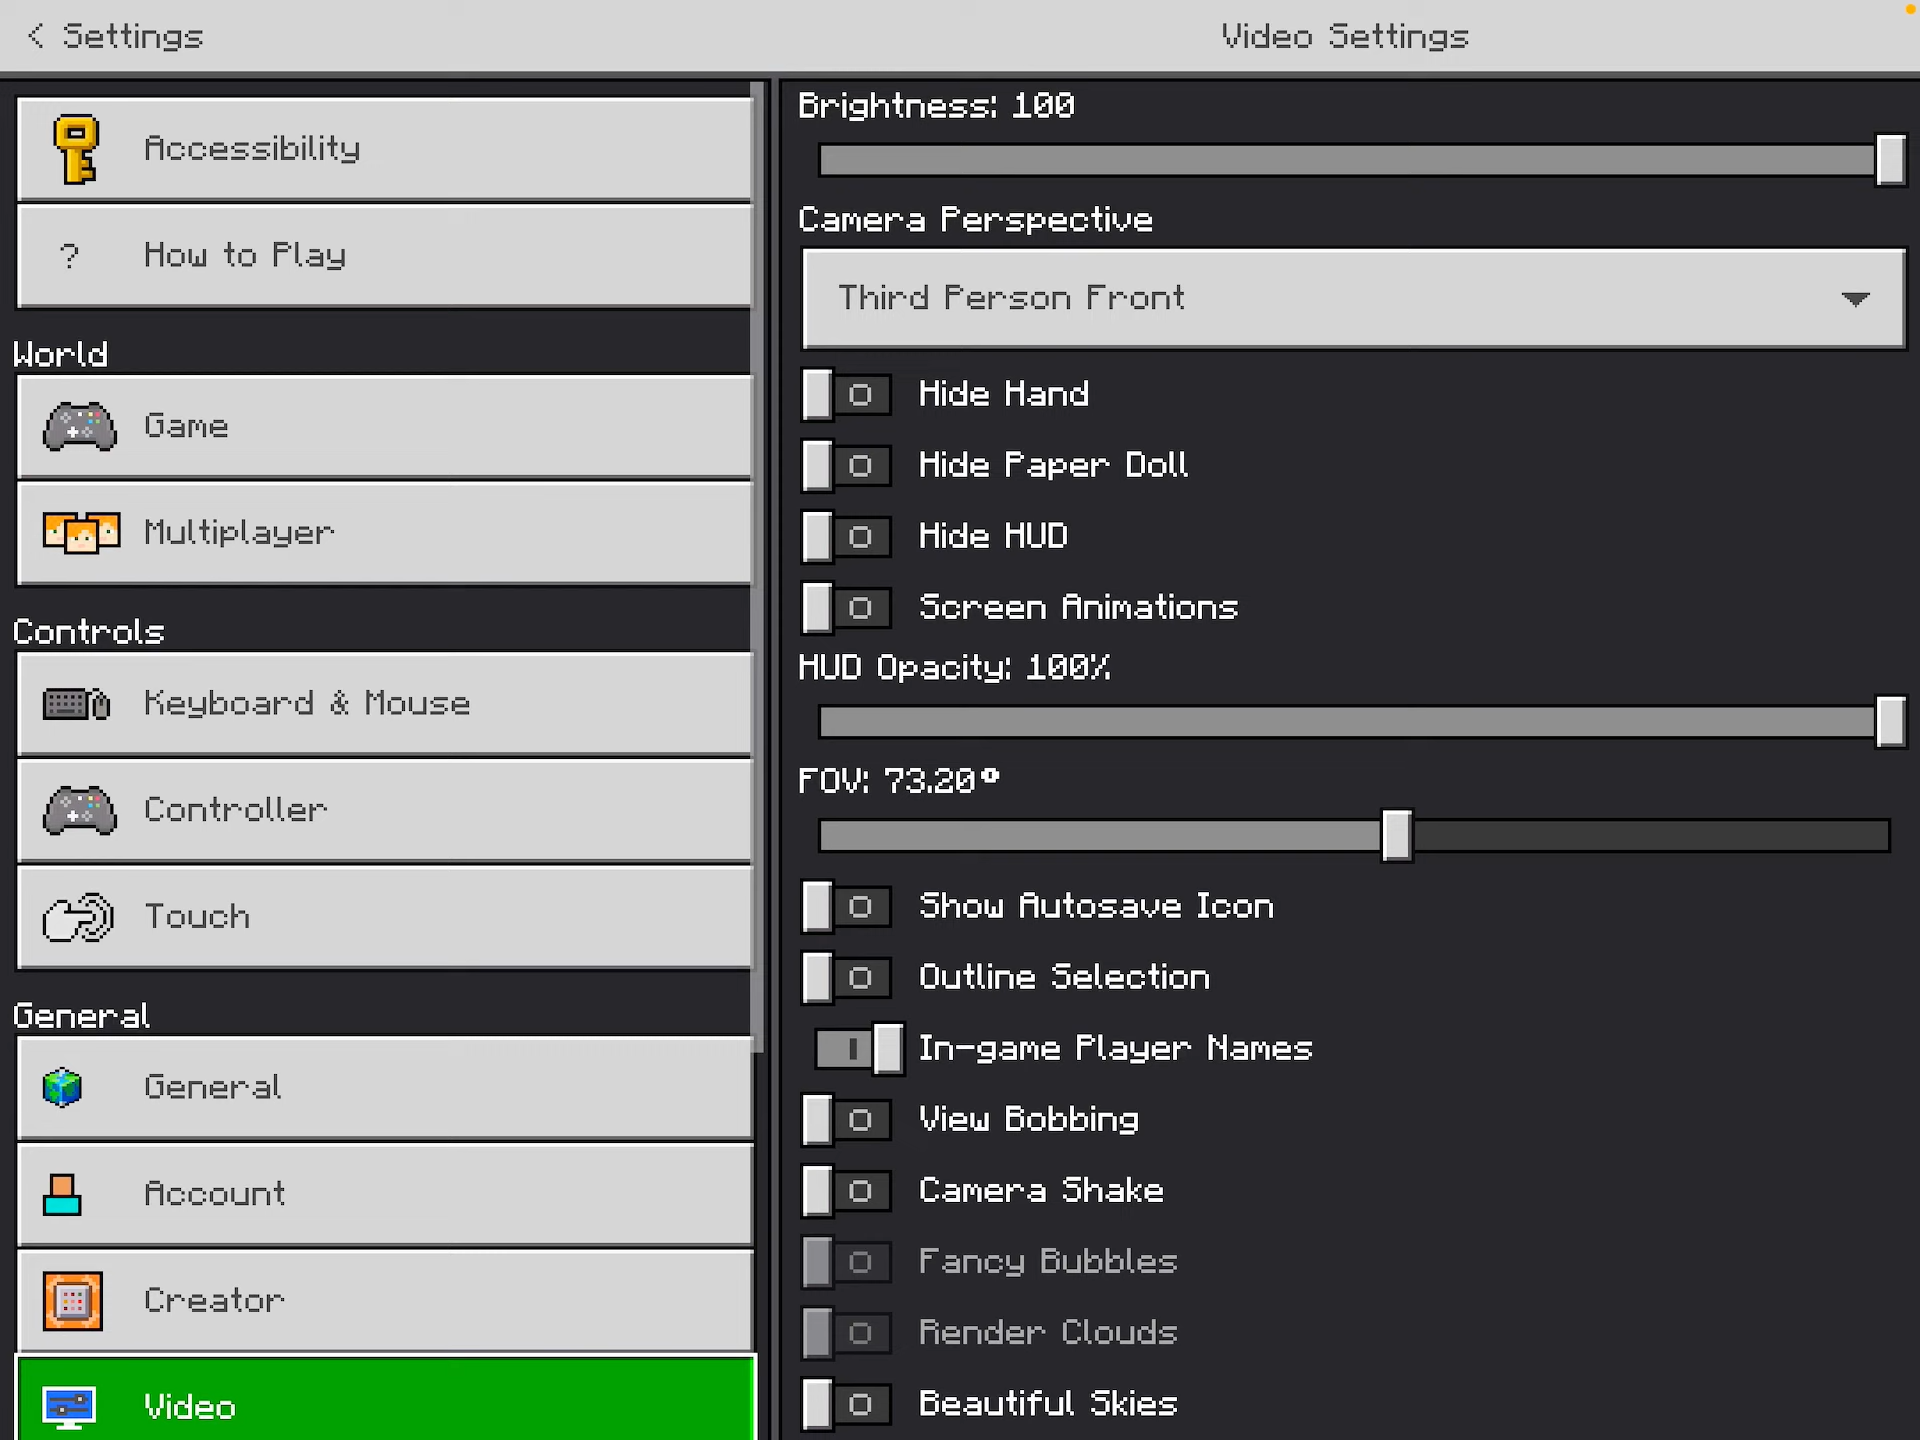 Settings
Video Settings
Accessibility
? How to Play
World
Game
Multiplayer
Controls
Keyboard & Mouse
Controller
Touch
General
General
Account
Creator
Video
Brightness: 100
Camera Perspective
Third Person Front
Hide Hand
Hide Paper Doll
Hide HUD
Screen Animations
HUD Opacity: 100%
FOV: 73.20°
Show Autosave Icon
Outline Selection
In-game Player Names
View Bobbing
Camera Shake
Fancy Bubbles
Render Clouds
Beautiful Skies